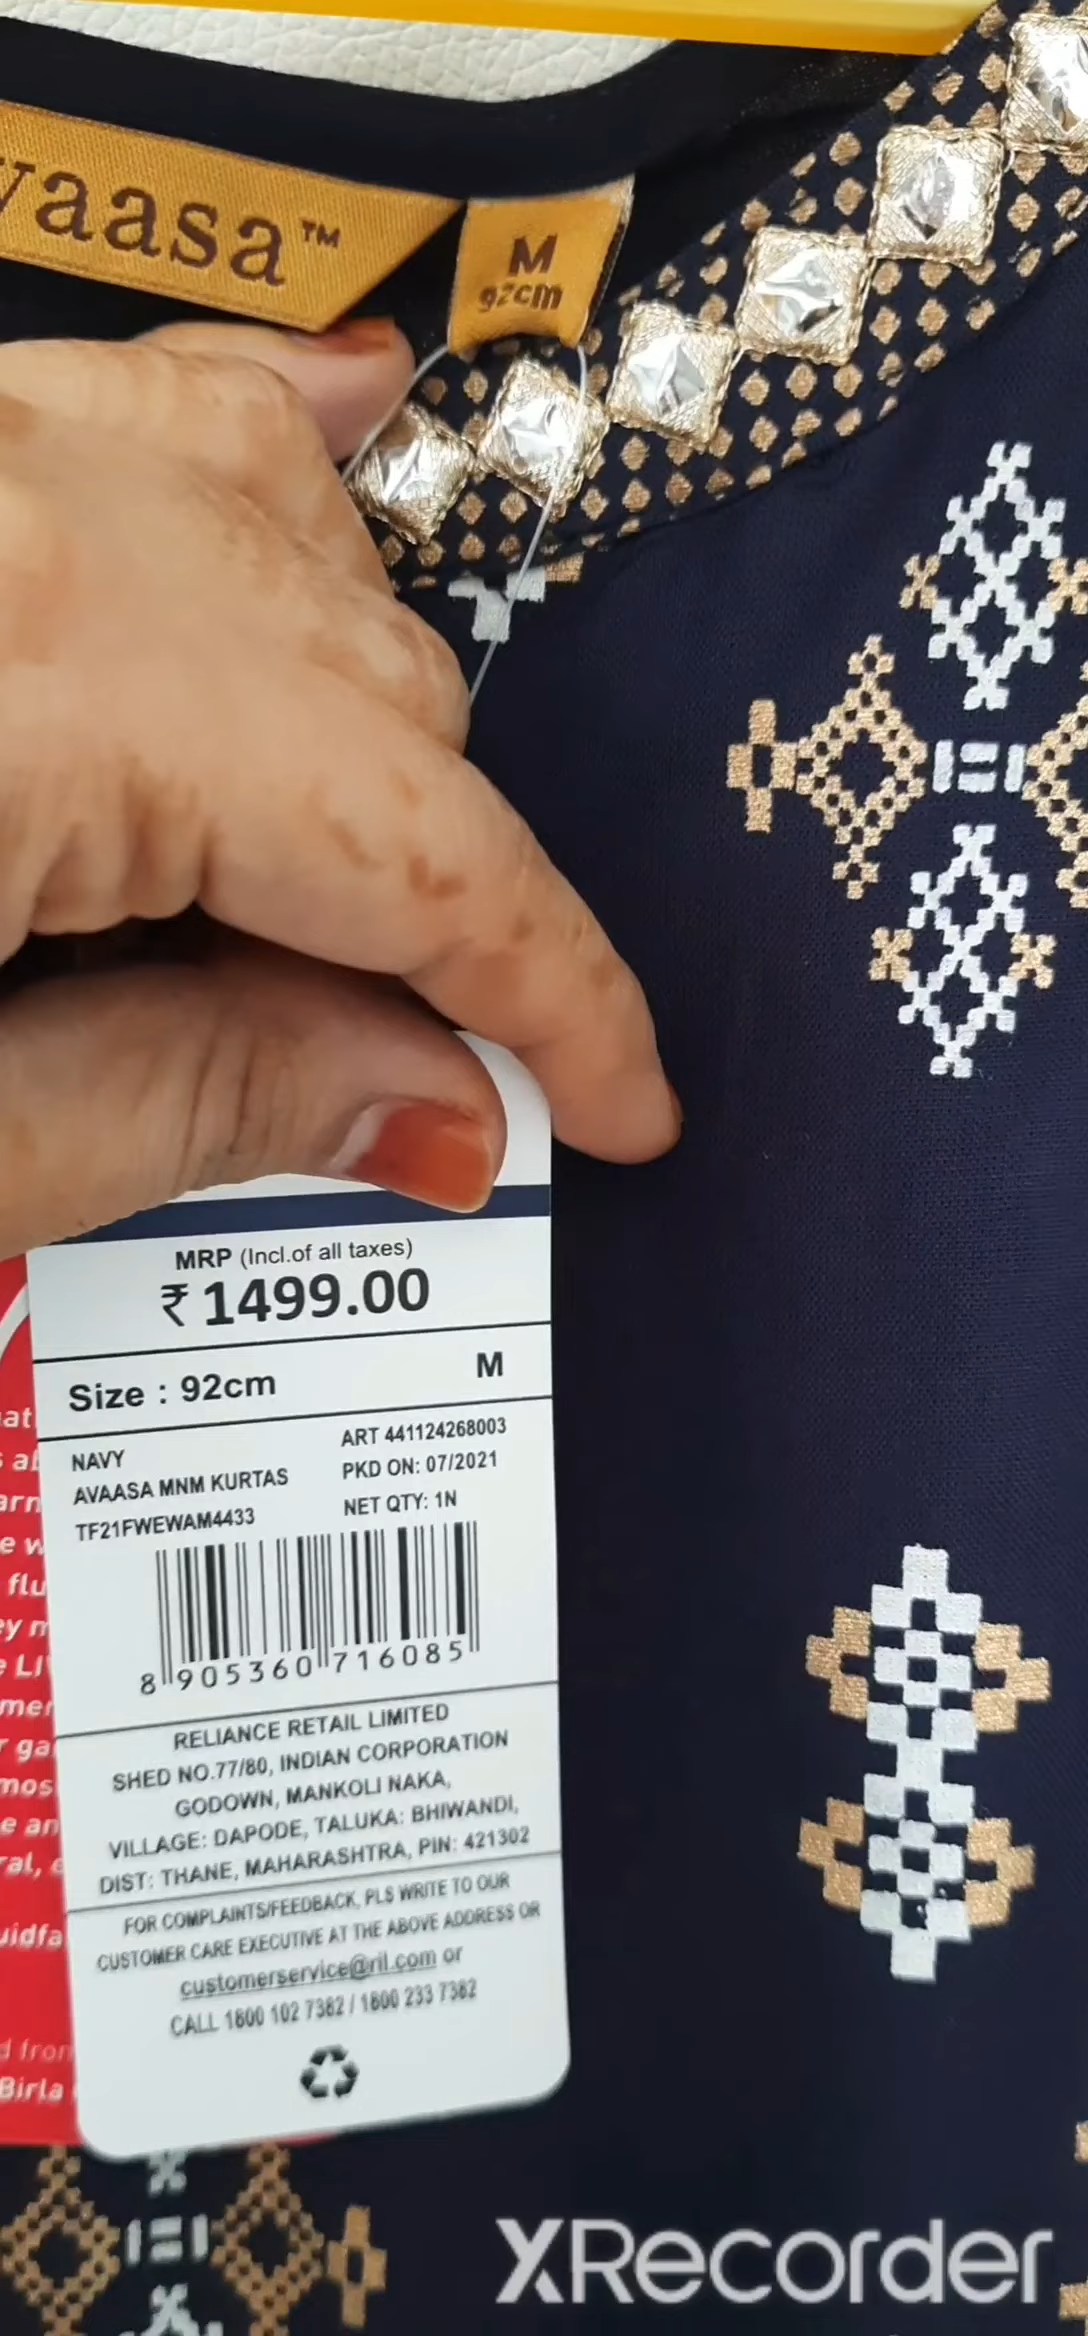 vaasa™
M
92cm
MRP (Incl.of all taxes)
₹1499.00
Size : 92cm M
NAVY ART 441124268003
AVAASA MNM KURTAS PKD ON: 07/2021
TF21FWEWAM4433 NET QTY: 1N
8 905360 716085
RELIANCE RETAIL LIMITED
SHED NO.77/80, INDIAN CORPORATION
GODOWN, MANKOLI NAKA,
VILLAGE: DAPODE, TALUKA: BHIWANDI,
DIST: THANE, MAHARASHTRA, PIN: 421302
FOR COMPLAINTS/FEEDBACK, PLS WRITE TO OUR
CUSTOMER CARE EXECUTIVE AT THE ABOVE ADDRESS OR
customerservice@ril.com or
CALL 1800 102 7382 / 1800 233 7382
flu
Birla
XRecorder